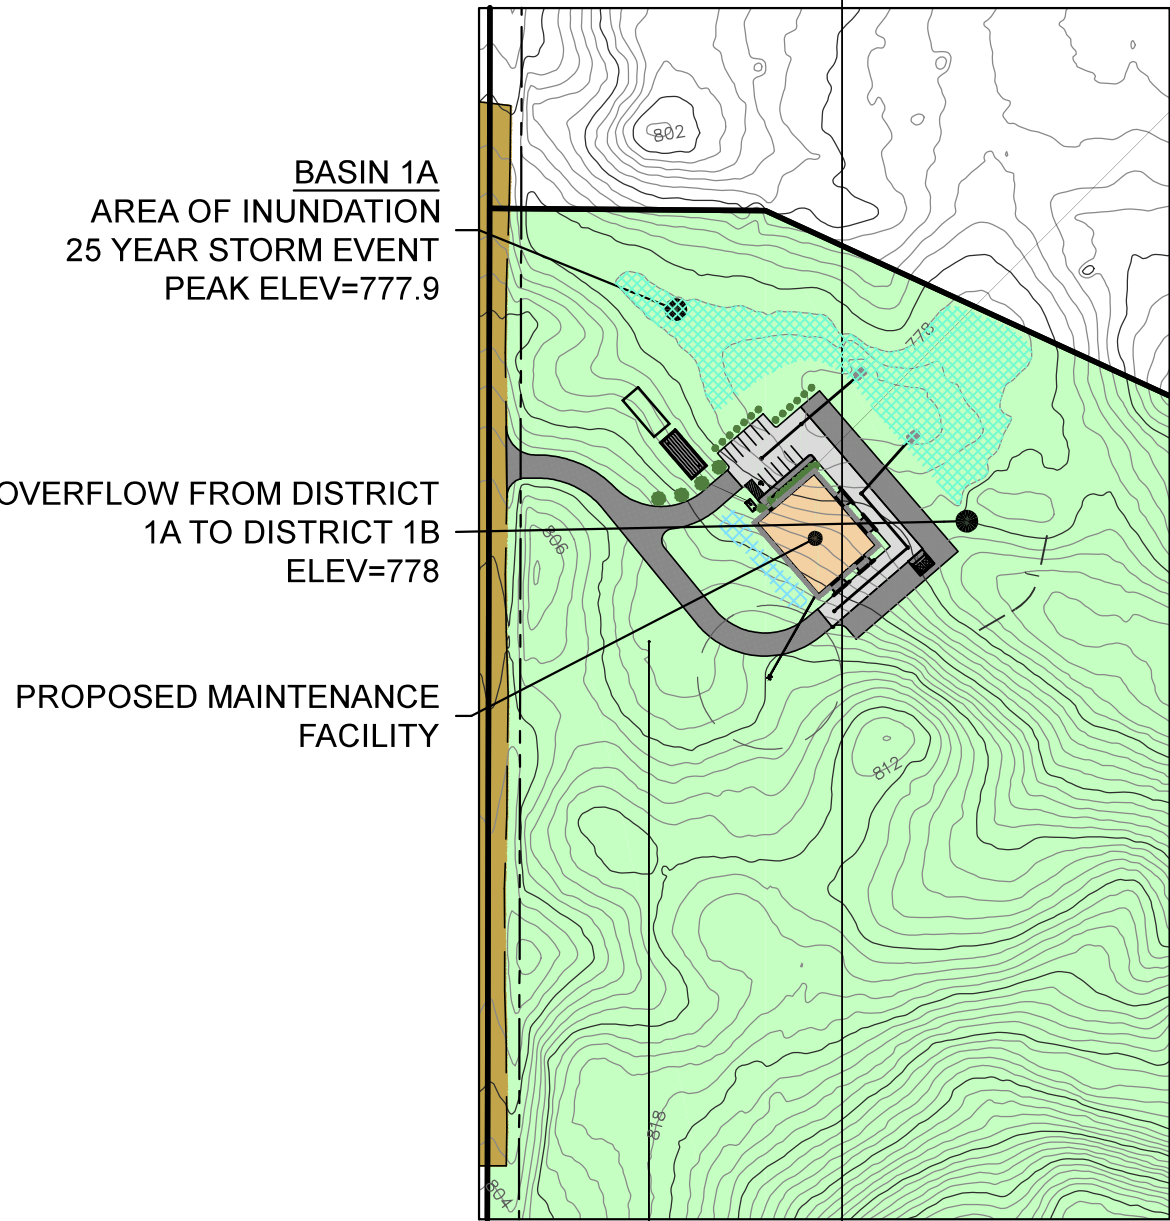 802
BASIN 1A
AREA OF INUNDATION
25 YEAR STORM EVENT
PEAK ELEV=777.9
778
OVERFLOW FROM DISTRICT
1A TO DISTRICT 1B
ELEV=778
806
PROPOSED MAINTENANCE
FACILITY
812
818
804